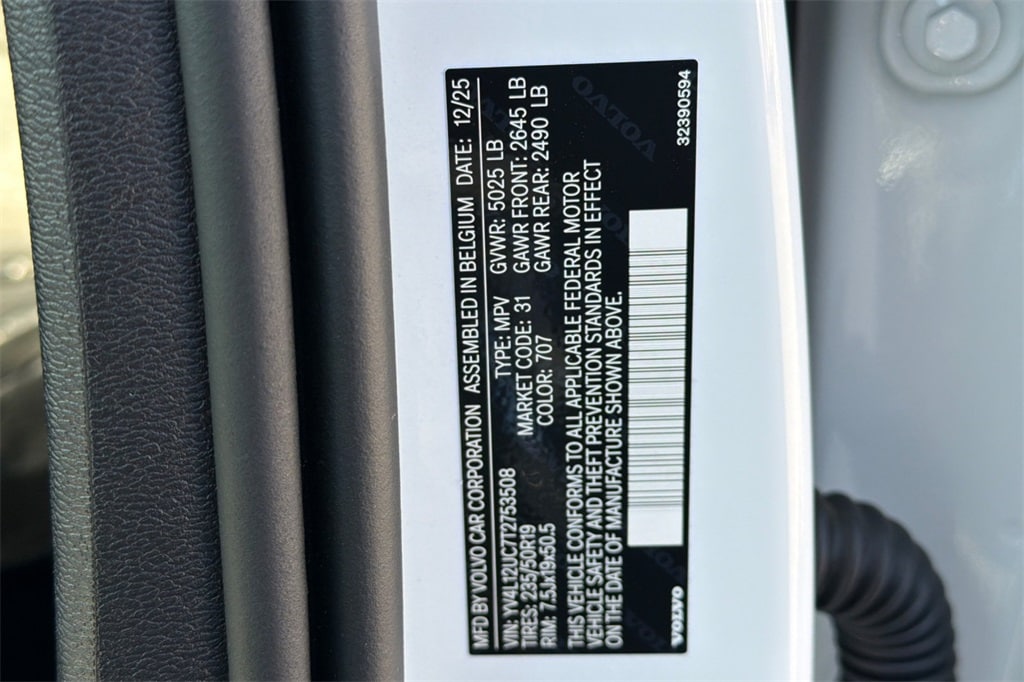 MFD BY VOLVO CAR CORPORATION ASSEMBLED IN BELGIUM DATE: 12/25
VIN: YV4L12UC7T2753508 TYPE: MPV GVWR: 5025 LB
TIRES: 235/50R19 MARKET CODE: 31 GAWR FRONT: 2645 LB
RIM: 7.5Jx19x50.5 COLOR: 707 GAWR REAR: 2490 LB
THIS VEHICLE CONFORMS TO ALL APPLICABLE FEDERAL MOTOR
VEHICLE SAFETY AND THEFT PREVENTION STANDARDS IN EFFECT
ON THE DATE OF MANUFACTURE SHOWN ABOVE.
VOLVO 32390594